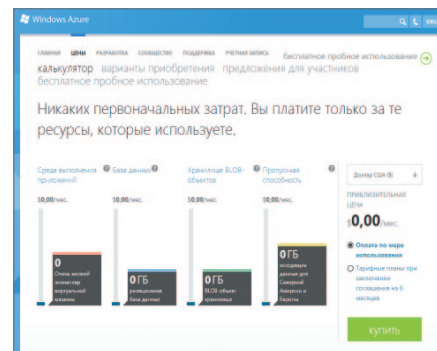 Windows Azure
ГЛАВНАЯ ЦЕНЫ РАЗРАБОТКА СООБЩЕСТВО ПОДДЕРЖКА УЧЕТНАЯ ЗАПИСЬ
бесплатное пробное использование
калькулятор варианты приобретения предложения для участников
бесплатное пробное использование
Никаких первоначальных затрат. Вы платите только за те
ресурсы, которые используете.
Среда выполнения приложений
База данных
Хранилище BLOB-объектов
Пропускная способность
$0,00/мес.
$0,00/мес.
$0,00/мес.
$0,00/мес.
0
Очень мелкий экземпляр виртуальной машины
0 ГБ
реляционная база данных
0 ГБ
BLOB-объект хранилища
0 ГБ
исходящие данные для Северной Америки и Европы
Доллар США ($)
ПРИБЛИЗИТЕЛЬНАЯ
ЦЕНА
$0,00/мес.
Оплата по мере
использования
Тарифные планы при
заключении
соглашения на 6
месяцев
купить